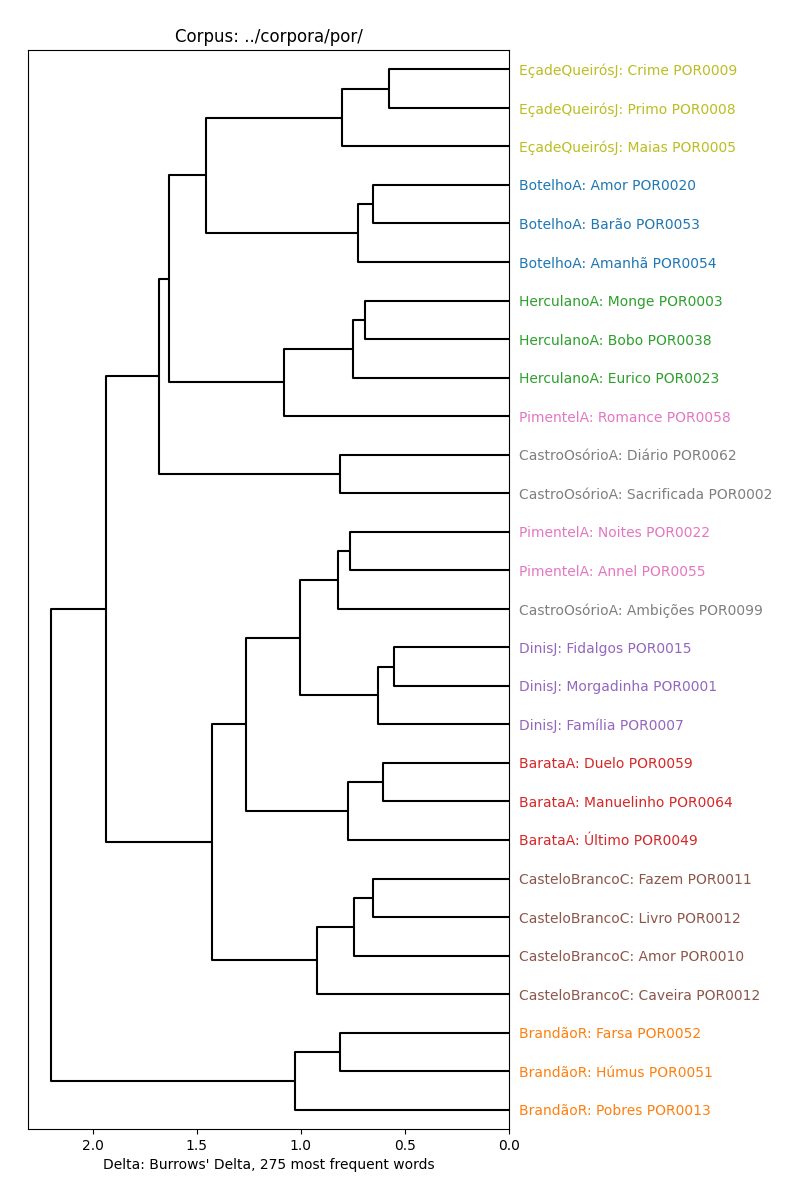 Corpus: ../corpora/por/
EçadeQueirósJ: Crime POR0009
EçadeQueirósJ: Primo POR0008
EçadeQueirósJ: Maias POR0005
BotelhoA: Amor POR0020
BotelhoA: Barão POR0053
BotelhoA: Amanhã POR0054
HerculanoA: Monge POR0003
HerculanoA: Bobo POR0038
HerculanoA: Eurico POR0023
PimentelA: Romance POR0058
CastroOsórioA: Diário POR0062
CastroOsórioA: Sacrificada POR0002
PimentelA: Noites POR0022
PimentelA: Annel POR0055
CastroOsórioA: Ambições POR0099
DinisJ: Fidalgos POR0015
DinisJ: Morgadinha POR0001
DinisJ: Família POR0007
BarataA: Duelo POR0059
BarataA: Manuelinho POR0064
BarataA: Último POR0049
CasteloBrancoC: Fazem POR0011
CasteloBrancoC: Livro POR0012
CasteloBrancoC: Amor POR0010
CasteloBrancoC: Caveira POR0012
BrandãoR: Farsa POR0052
BrandãoR: Húmus POR0051
BrandãoR: Pobres POR0013
2.0 1.5 1.0 0.5 0.0
Delta: Burrows' Delta, 275 most frequent words